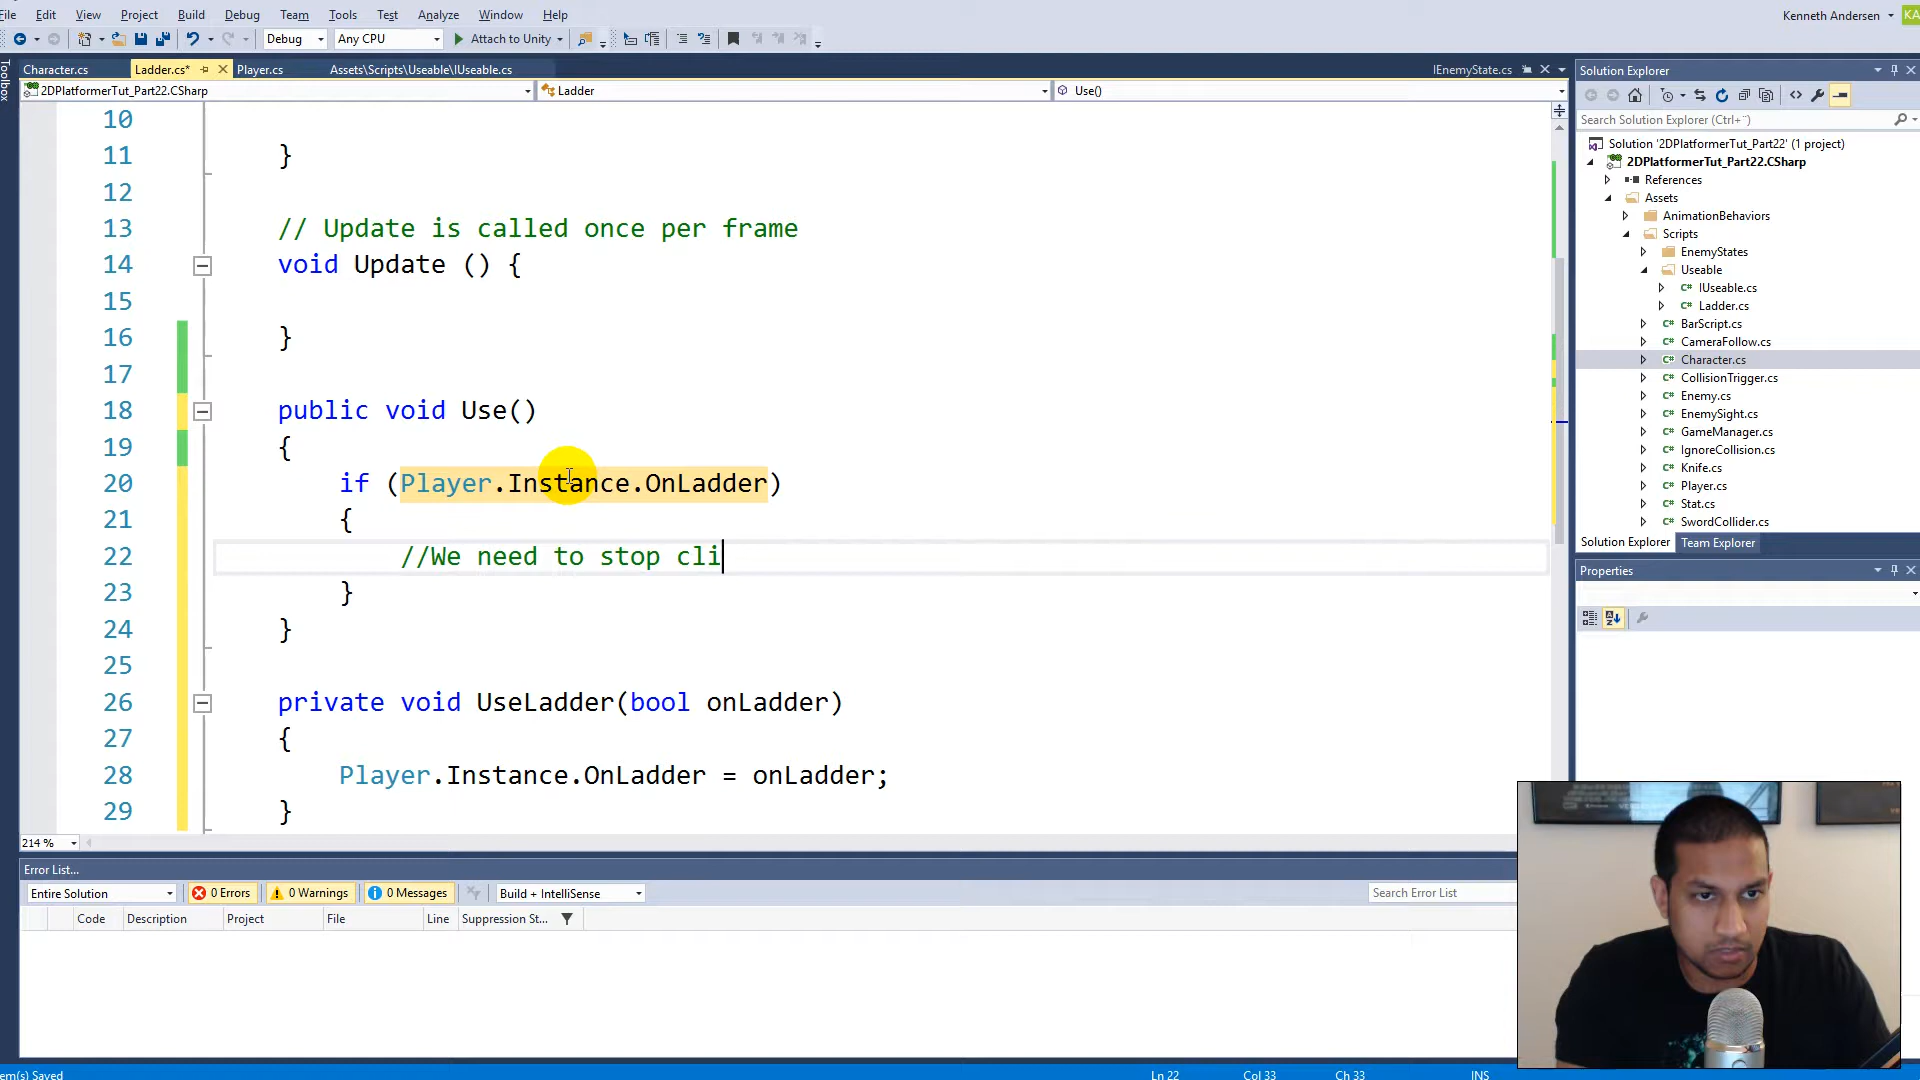 File Edit View Project Build Debug Team Tools Test Analyze Window Help Kenneth Andersen KA
Debug Any CPU Attach to Unity
Character.cs Ladder.cs* Player.cs Assets\Scripts\Useable\IUseable.cs IEnemyState.cs
2DPlatformerTut_Part22.CSharp Ladder Use()
Toolbox
10
11 }
12
13 // Update is called once per frame
14 void Update () {
15
16 }
17
18 public void Use()
19 {
20 if (Player.Instance.OnLadder)
21 {
22 //We need to stop cli
23 }
24 }
25
26 private void UseLadder(bool onLadder)
27 {
28 Player.Instance.OnLadder = onLadder;
29 }
214 %
Solution Explorer
Search Solution Explorer (Ctrl+¨)
Solution '2DPlatformerTut_Part22' (1 project)
2DPlatformerTut_Part22.CSharp
References
Assets
AnimationBehaviors
Scripts
EnemyStates
Useable
C# IUseable.cs
C# Ladder.cs
C# BarScript.cs
C# CameraFollow.cs
C# Character.cs
C# CollisionTrigger.cs
C# Enemy.cs
C# EnemySight.cs
C# GameManager.cs
C# IgnoreCollision.cs
C# Knife.cs
C# Player.cs
C# Stat.cs
C# SwordCollider.cs
Solution Explorer Team Explorer
Properties
Error List...
Entire Solution 0 Errors 0 Warnings 0 Messages Build + IntelliSense Search Error List
Code Description Project File Line Suppression St...
em(s) Saved Ln 22 Col 33 Ch 33 INS